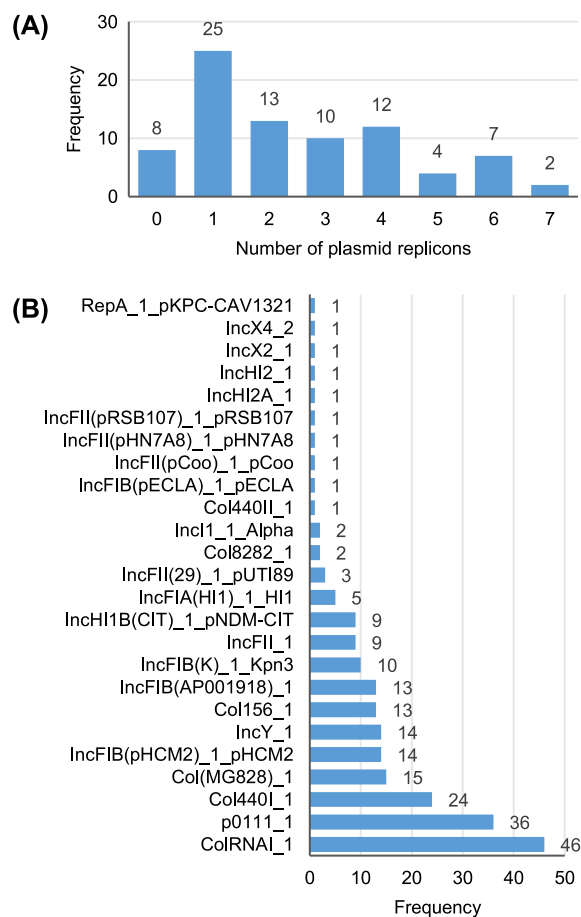 (A)
Frequency
30
20
10
0
8
25
13
10
12
4
7
2
0 1 2 3 4 5 6 7
Number of plasmid replicons
(B)
RepA_1_pKPC-CAV1321 1
IncX4_2 1
IncX2_1 1
IncHI2_1 1
IncHI2A_1 1
IncFII(pRSB107)_1_pRSB107 1
IncFII(pHN7A8)_1_pHN7A8 1
IncFII(pCoo)_1_pCoo 1
IncFIB(pECLA)_1_pECLA 1
Col440II_1 1
IncI1_1_Alpha 2
Col8282_1 2
IncFII(29)_1_pUTI89 3
IncFIA(HI1)_1_HI1 5
IncHI1B(CIT)_1_pNDM-CIT 9
IncFII_1 9
IncFIB(K)_1_Kpn3 10
IncFIB(AP001918)_1 13
Col156_1 13
IncY_1 14
IncFIB(pHCM2)_1_pHCM2 14
Col(MG828)_1 15
Col440I_1 24
p0111_1 36
ColRNAI_1 46
0 10 20 30 40 50
Frequency